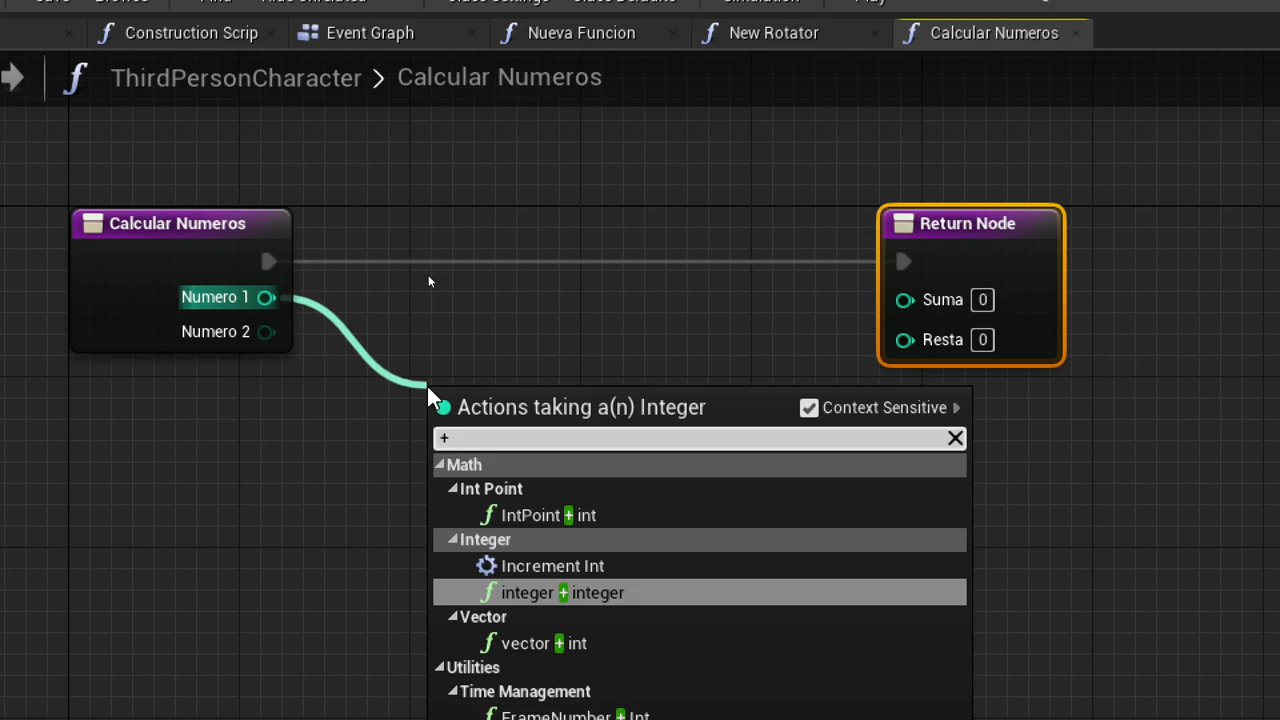 Construction Scrip
Event Graph
Nueva Funcion
New Rotator
Calcular Numeros
ThirdPersonCharacter > Calcular Numeros
Calcular Numeros
Return Node
Numero 1
Suma 0
Numero 2
Resta 0
Actions taking a(n) Integer
Context Sensitive
+
Math
Int Point
f IntPoint + int
Integer
Increment Int
f integer + integer
Vector
f vector + int
Utilities
Time Management
f FrameNumber + Int